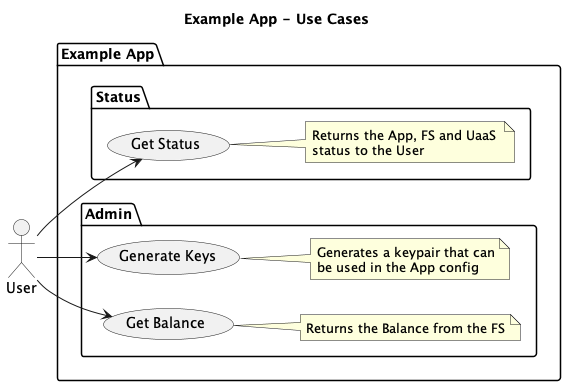 Example App – Use Cases
Example App
Status
Get Status
Returns the App, FS and UaaS
status to the User
Admin
Generate Keys
Generates a keypair that can
be used in the App config
User
Get Balance
Returns the Balance from the FS